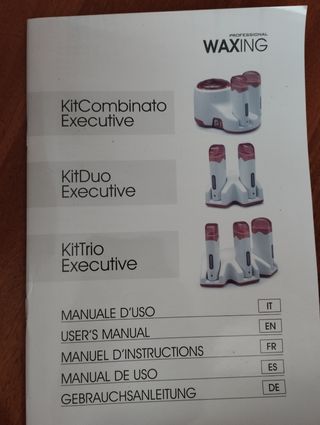 PROFESSIONAL
WAXING
KitCombinato
Executive
KitDuo
Executive
KitTrio
Executive
MANUALE D'USO IT
USER'S MANUAL EN
MANUEL D'INSTRUCTIONS FR
MANUAL DE USO ES
GEBRAUCHSANLEITUNG DE